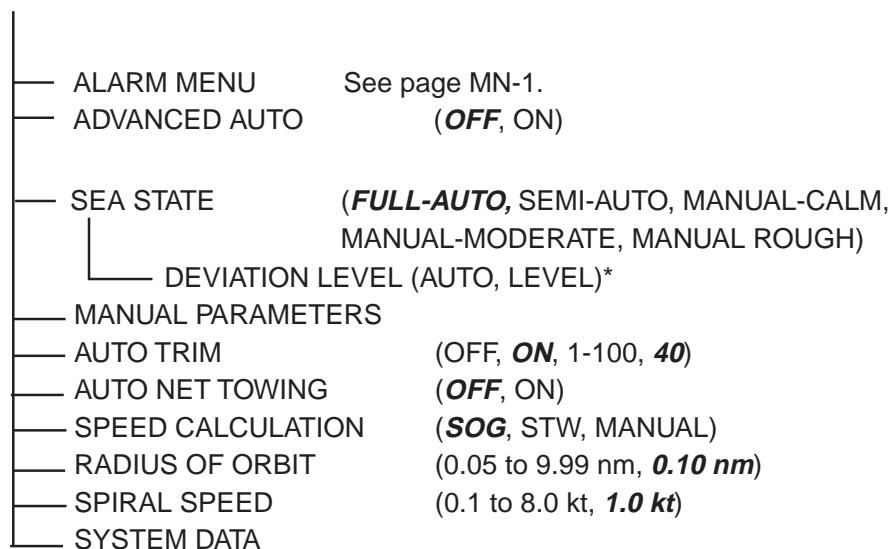 ALARM MENU See page MN-1.
ADVANCED AUTO (OFF, ON)
SEA STATE (FULL-AUTO, SEMI-AUTO, MANUAL-CALM,
MANUAL-MODERATE, MANUAL ROUGH)
DEVIATION LEVEL (AUTO, LEVEL)*
MANUAL PARAMETERS
AUTO TRIM (OFF, ON, 1-100, 40)
AUTO NET TOWING (OFF, ON)
SPEED CALCULATION (SOG, STW, MANUAL)
RADIUS OF ORBIT (0.05 to 9.99 nm, 0.10 nm)
SPIRAL SPEED (0.1 to 8.0 kt, 1.0 kt)
SYSTEM DATA